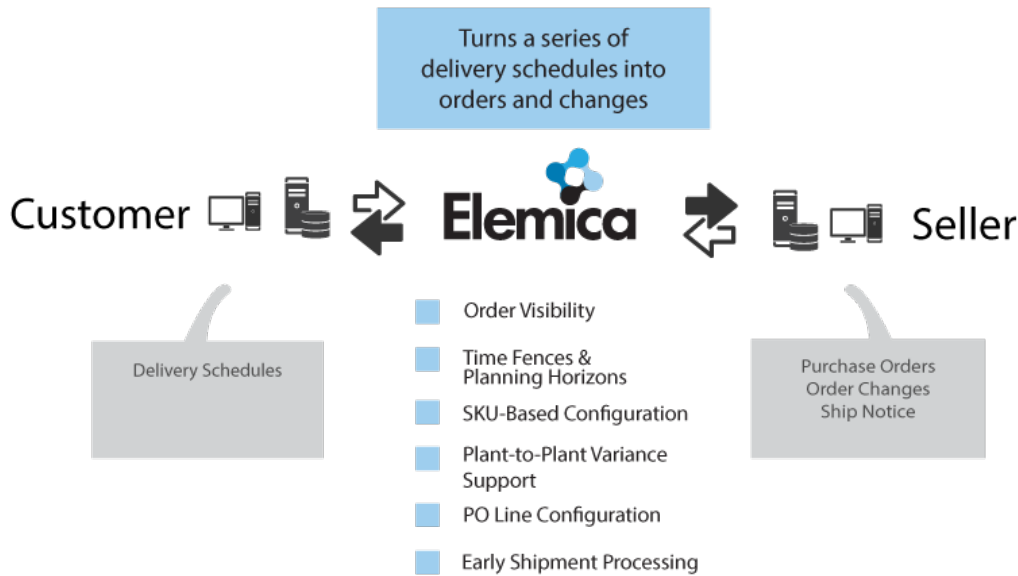 Turns a series of
delivery schedules into
orders and changes
Customer
Elemica
Seller
Delivery Schedules
Order Visibility
Time Fences &
Planning Horizons
SKU-Based Configuration
Plant-to-Plant Variance
Support
PO Line Configuration
Early Shipment Processing
Purchase Orders
Order Changes
Ship Notice